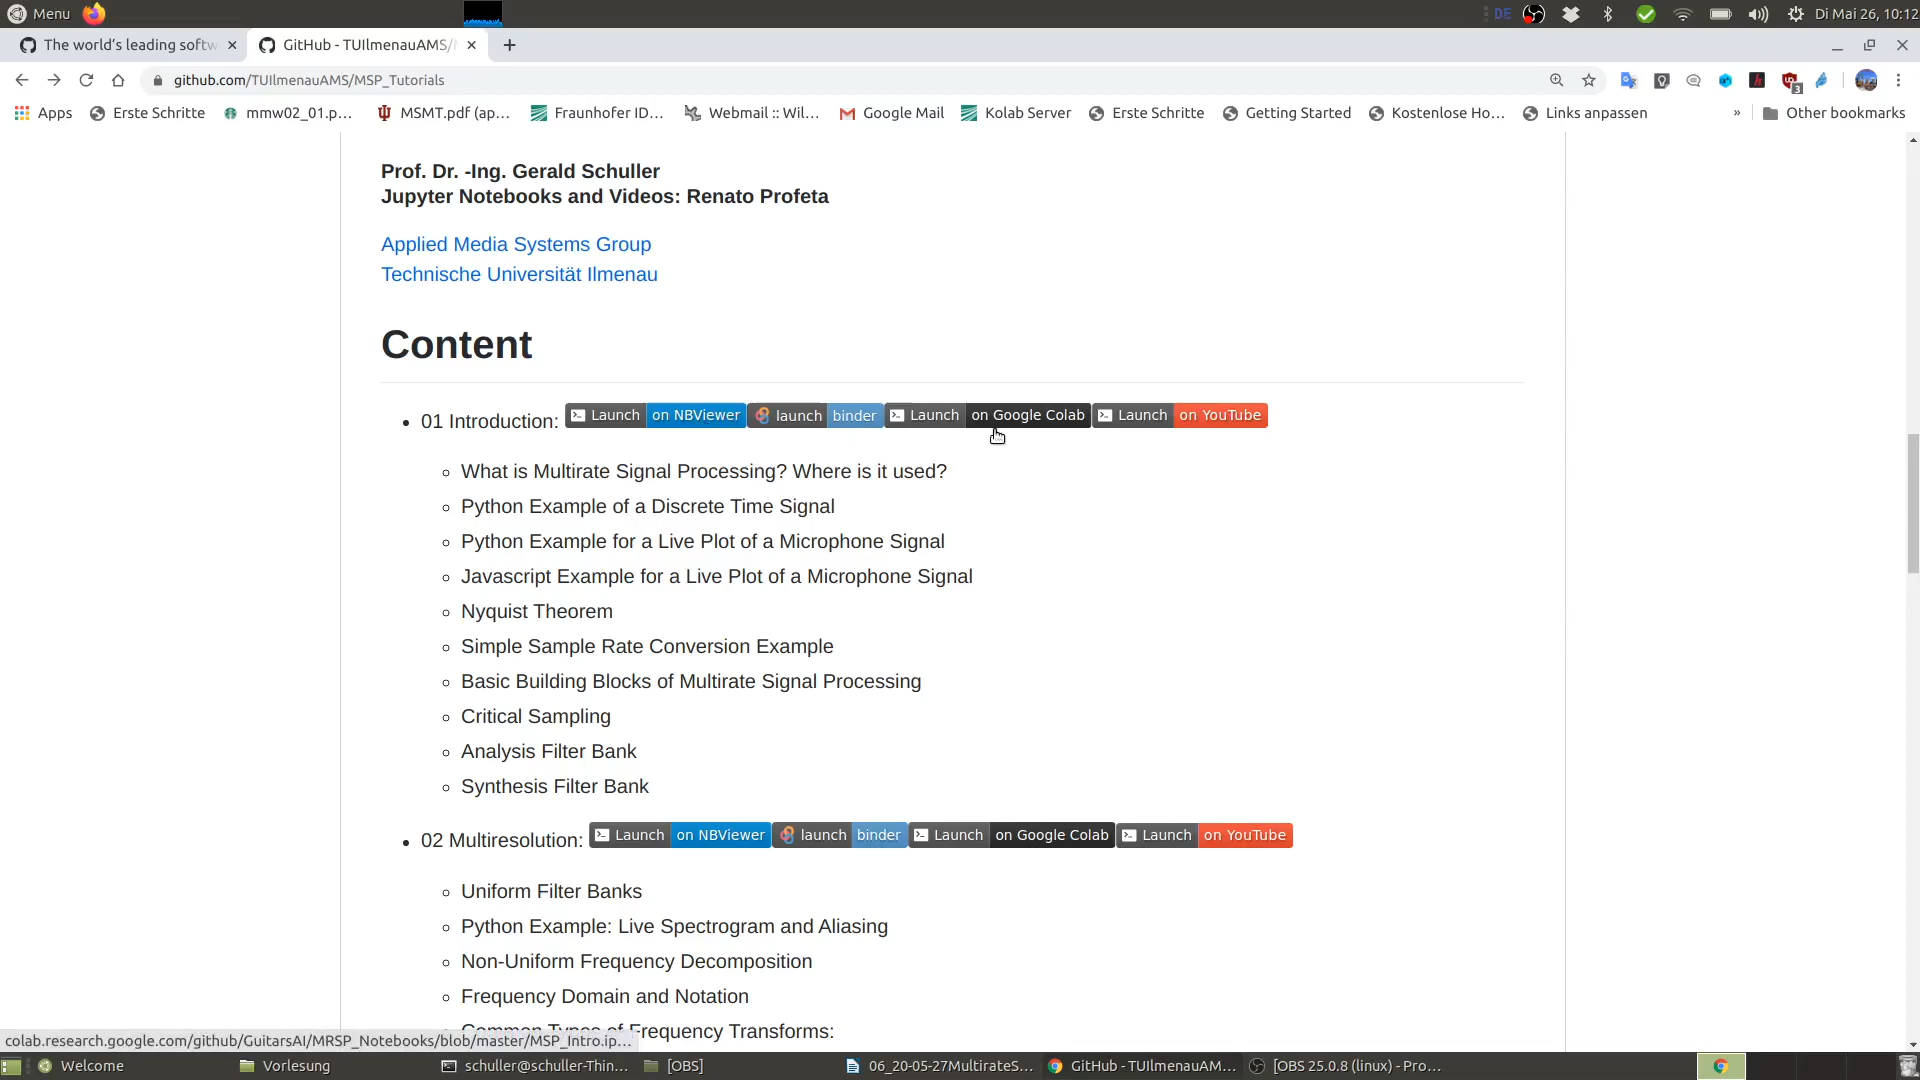 Menu
DE
Di Mai 26, 10:12
The world's leading softw
GitHub - TUIlmenauAMS/
github.com/TUIlmenauAMS/MSP_Tutorials
3
Apps
Erste Schritte
mmw02_01.p...
MSMT.pdf (ap...
Fraunhofer ID...
Webmail :: Wil...
Google Mail
Kolab Server
Erste Schritte
Getting Started
Kostenlose Ho...
Links anpassen
»
Other bookmarks
Prof. Dr. -Ing. Gerald Schuller
Jupyter Notebooks and Videos: Renato Profeta
Applied Media Systems Group
Technische Universität Ilmenau
Content
01 Introduction: Launch on NBViewer launch binder Launch on Google Colab Launch on YouTube
What is Multirate Signal Processing? Where is it used?
Python Example of a Discrete Time Signal
Python Example for a Live Plot of a Microphone Signal
Javascript Example for a Live Plot of a Microphone Signal
Nyquist Theorem
Simple Sample Rate Conversion Example
Basic Building Blocks of Multirate Signal Processing
Critical Sampling
Analysis Filter Bank
Synthesis Filter Bank
02 Multiresolution: Launch on NBViewer launch binder Launch on Google Colab Launch on YouTube
Uniform Filter Banks
Python Example: Live Spectrogram and Aliasing
Non-Uniform Frequency Decomposition
Frequency Domain and Notation
Common Types of Frequency Transforms:
colab.research.google.com/github/GuitarsAI/MRSP_Notebooks/blob/master/MSP_Intro.ip...
Welcome
Vorlesung
schuller@schuller-Thin...
[OBS]
06_20-05-27MultirateS...
GitHub - TUIlmenauAM...
[OBS 25.0.8 (linux) - Pro...